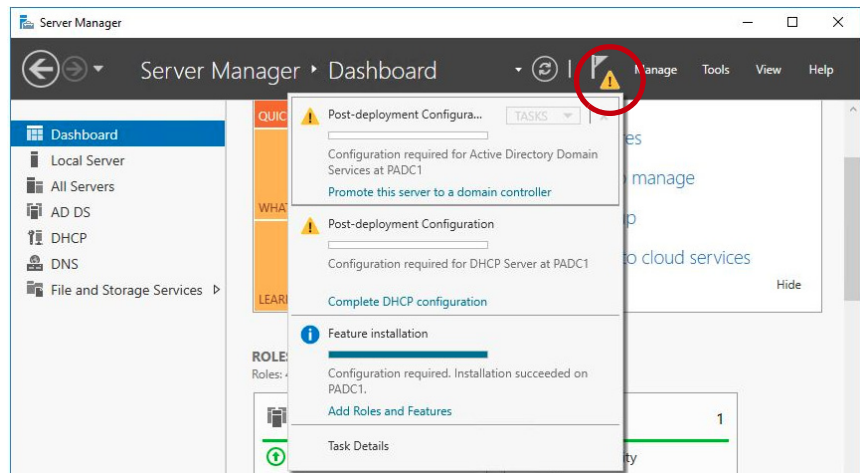 Server Manager
Server Manager • Dashboard
Manage Tools View Help
Dashboard
Local Server
All Servers
AD DS
DHCP
DNS
File and Storage Services
QUIC
WHA
LEARI
Post-deployment Configura...
TASKS
Configuration required for Active Directory Domain
Services at PADC1
Promote this server to a domain controller
Post-deployment Configuration
Configuration required for DHCP Server at PADC1
Complete DHCP configuration
Feature installation
Configuration required. Installation succeeded on
PADC1.
Add Roles and Features
Task Details
es
manage
p
to cloud services
Hide
ROLE
Roles:
1
ity